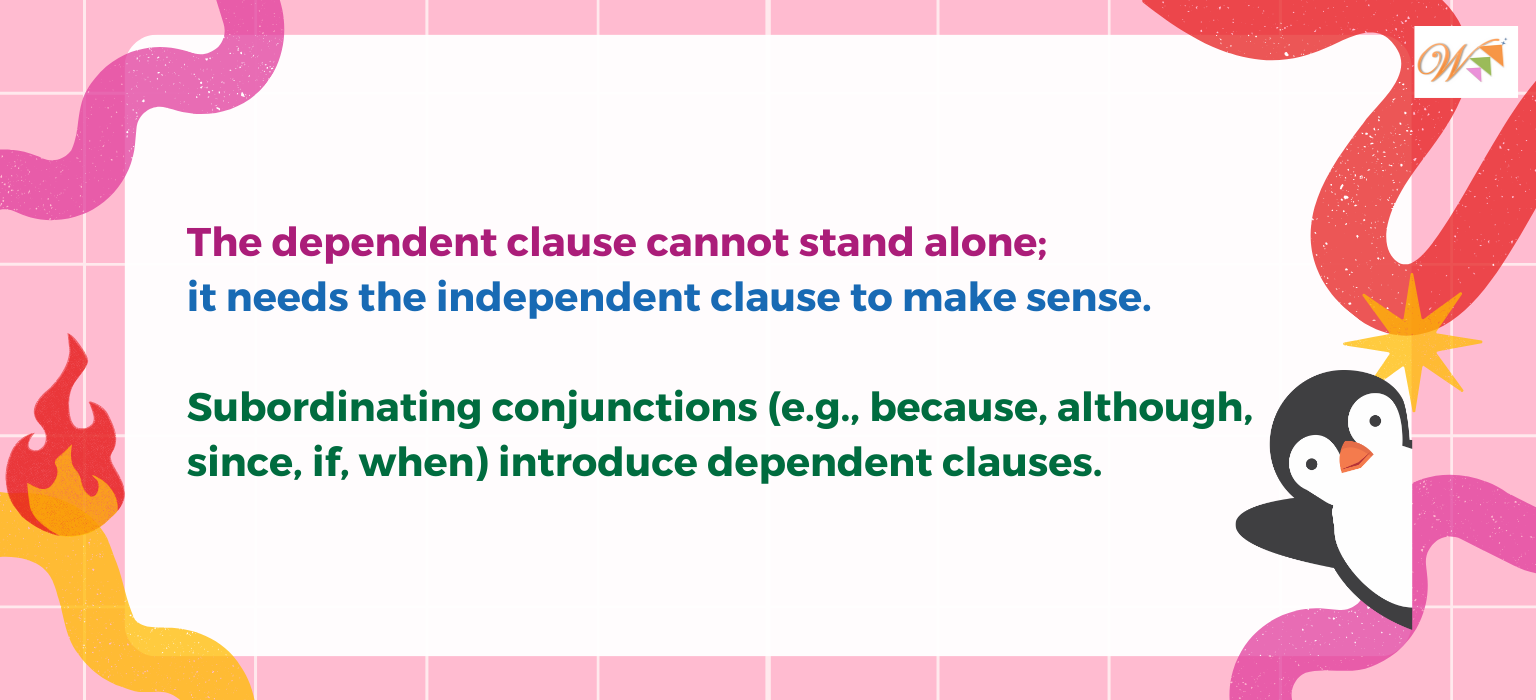 W
The dependent clause cannot stand alone;
it needs the independent clause to make sense.
Subordinating conjunctions (e.g., because, although,
since, if, when) introduce dependent clauses.